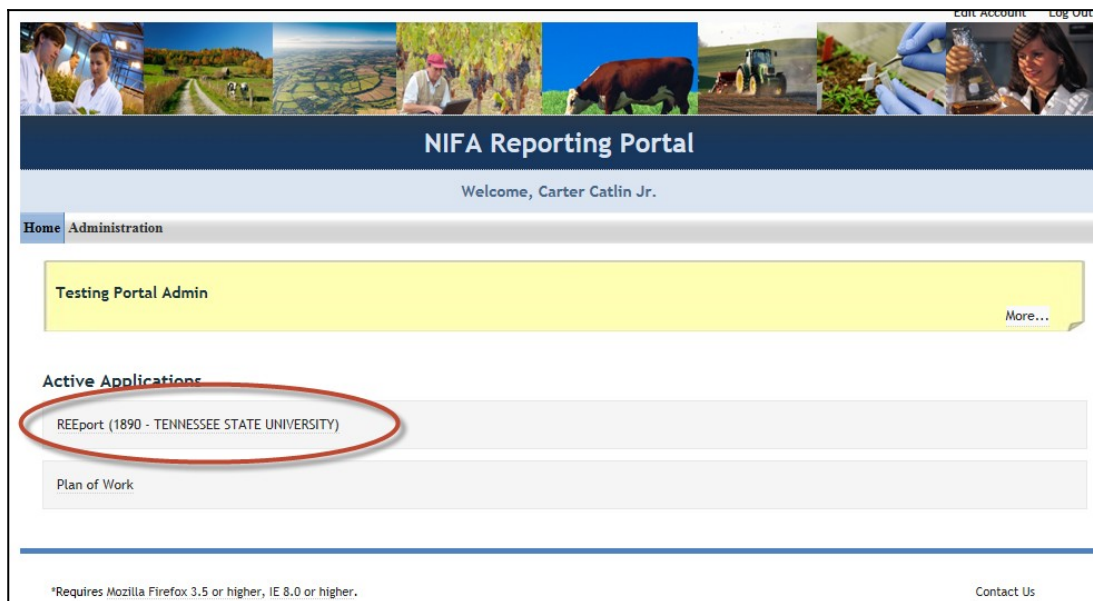 Edit Account Log Out
NIFA Reporting Portal
Welcome, Carter Catlin Jr.
Home Administration
Testing Portal Admin
More...
Active Applications
REEport (1890 - TENNESSEE STATE UNIVERSITY)
Plan of Work
*Requires Mozilla Firefox 3.5 or higher, IE 8.0 or higher. Contact Us